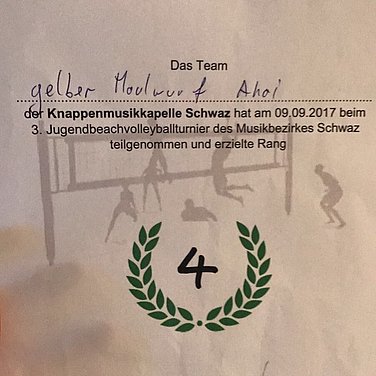 Das Team
gelber Maulwurf Ahoi
der Knappenmusikkapelle Schwaz hat am 09.09.2017 beim
3. Jugendbeachvolleyballturnier des Musikbezirkes Schwaz
teilgenommen und erzielte Rang
4